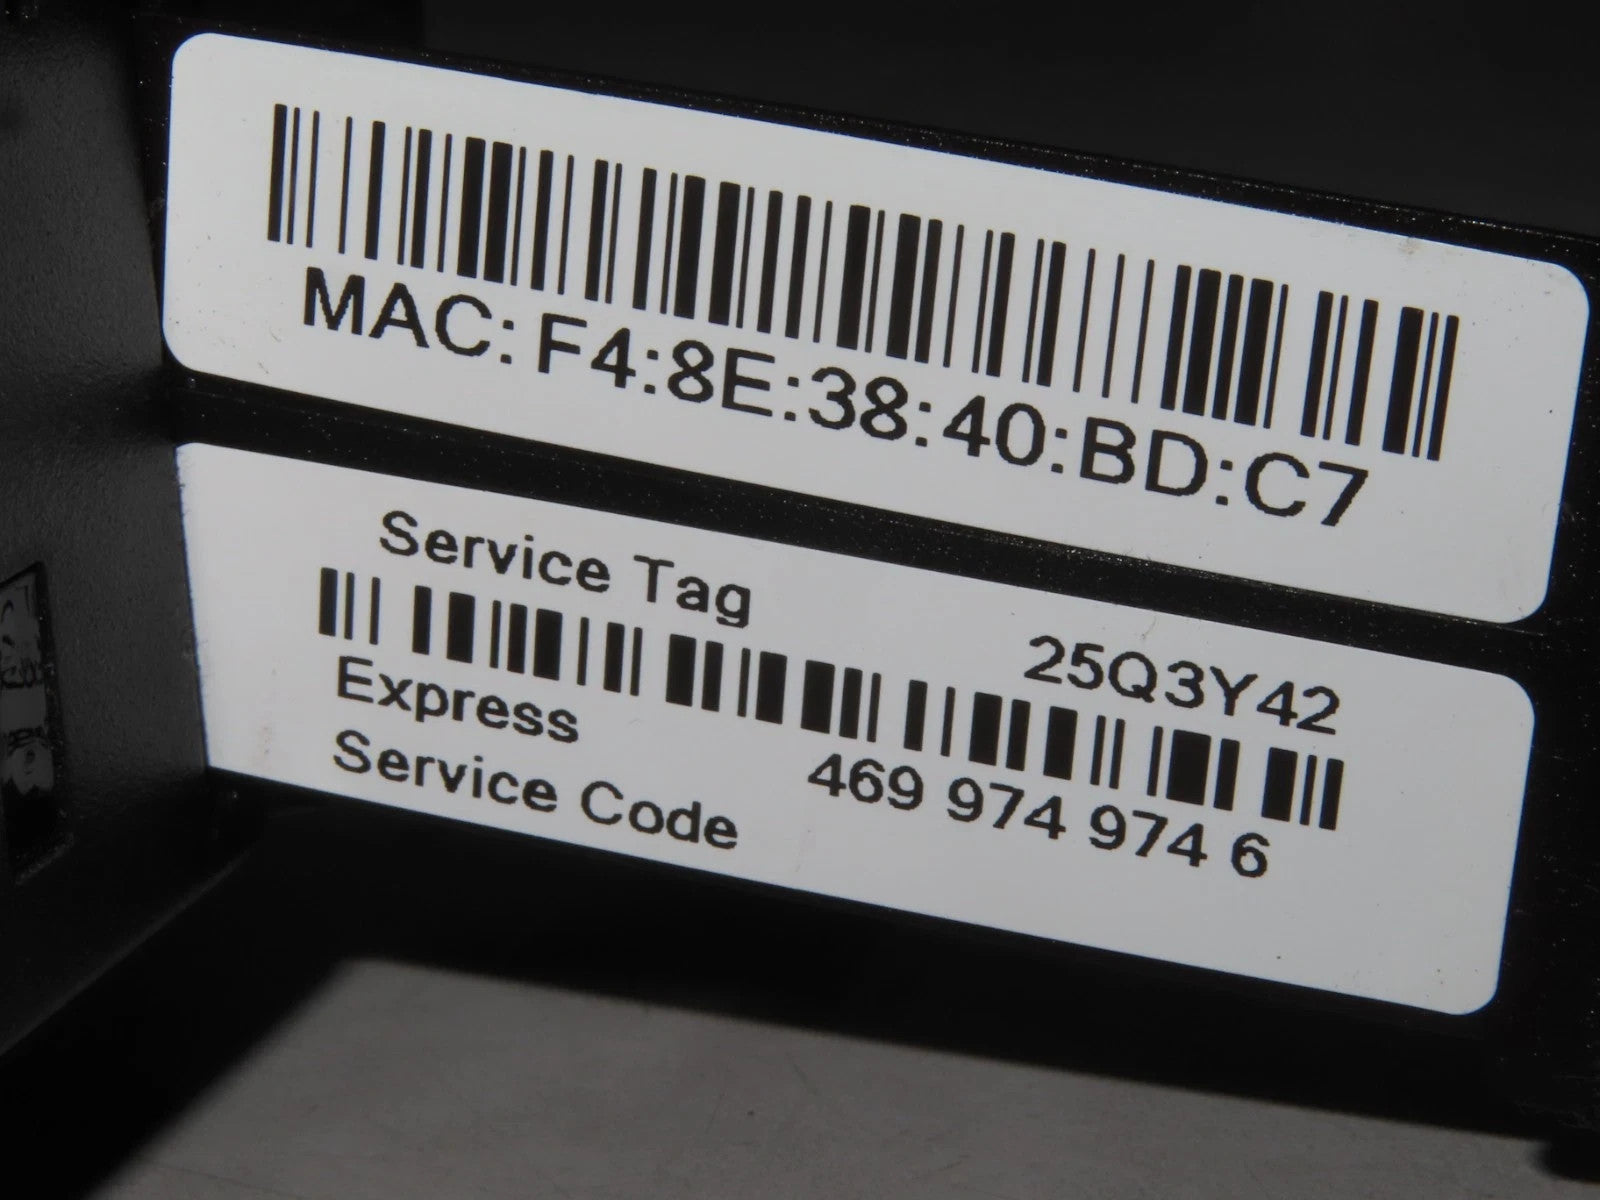 MAC: F4:8E:38:40:BD:C7
Service Tag
25Q3Y42
Express
Service Code
469 974 974 6